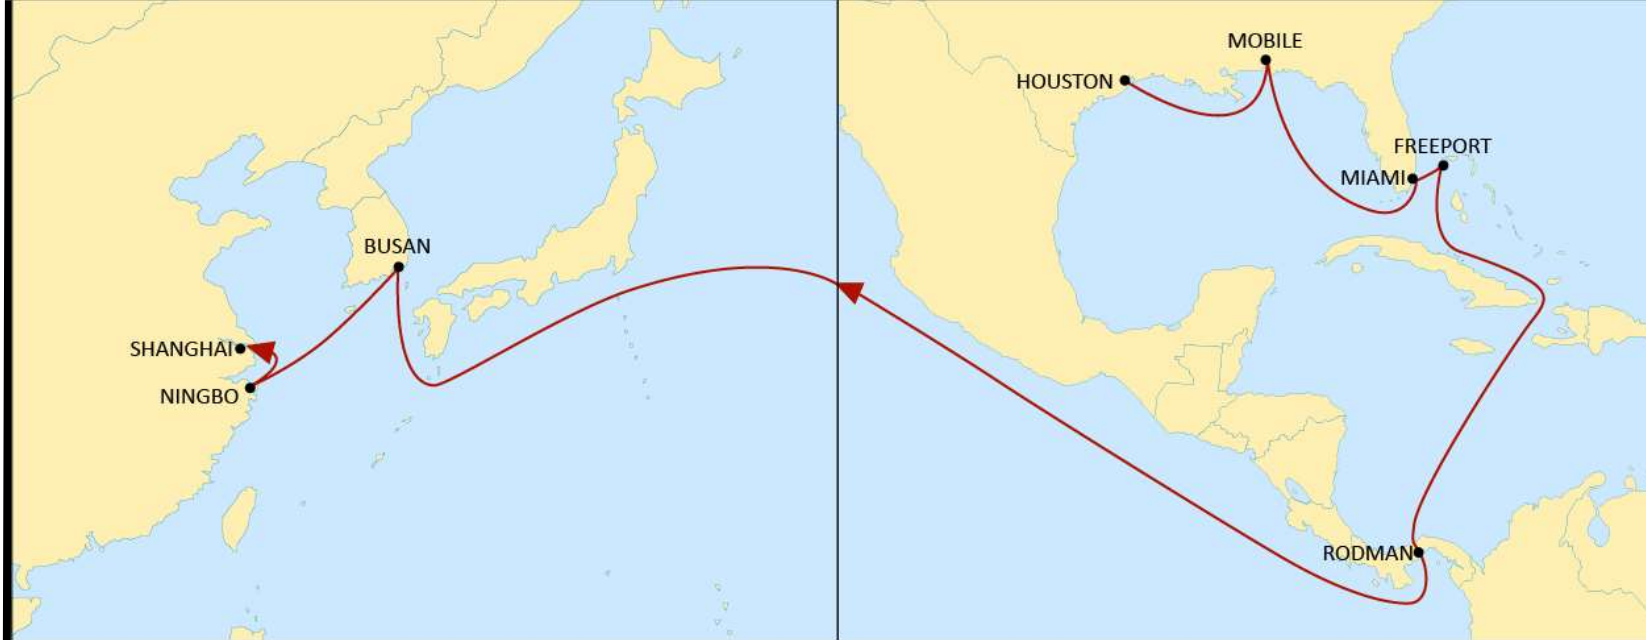 MOBILE
HOUSTON
FREEPORT
MIAMI
BUSAN
SHANGHAI
NINGBO
RODMAN